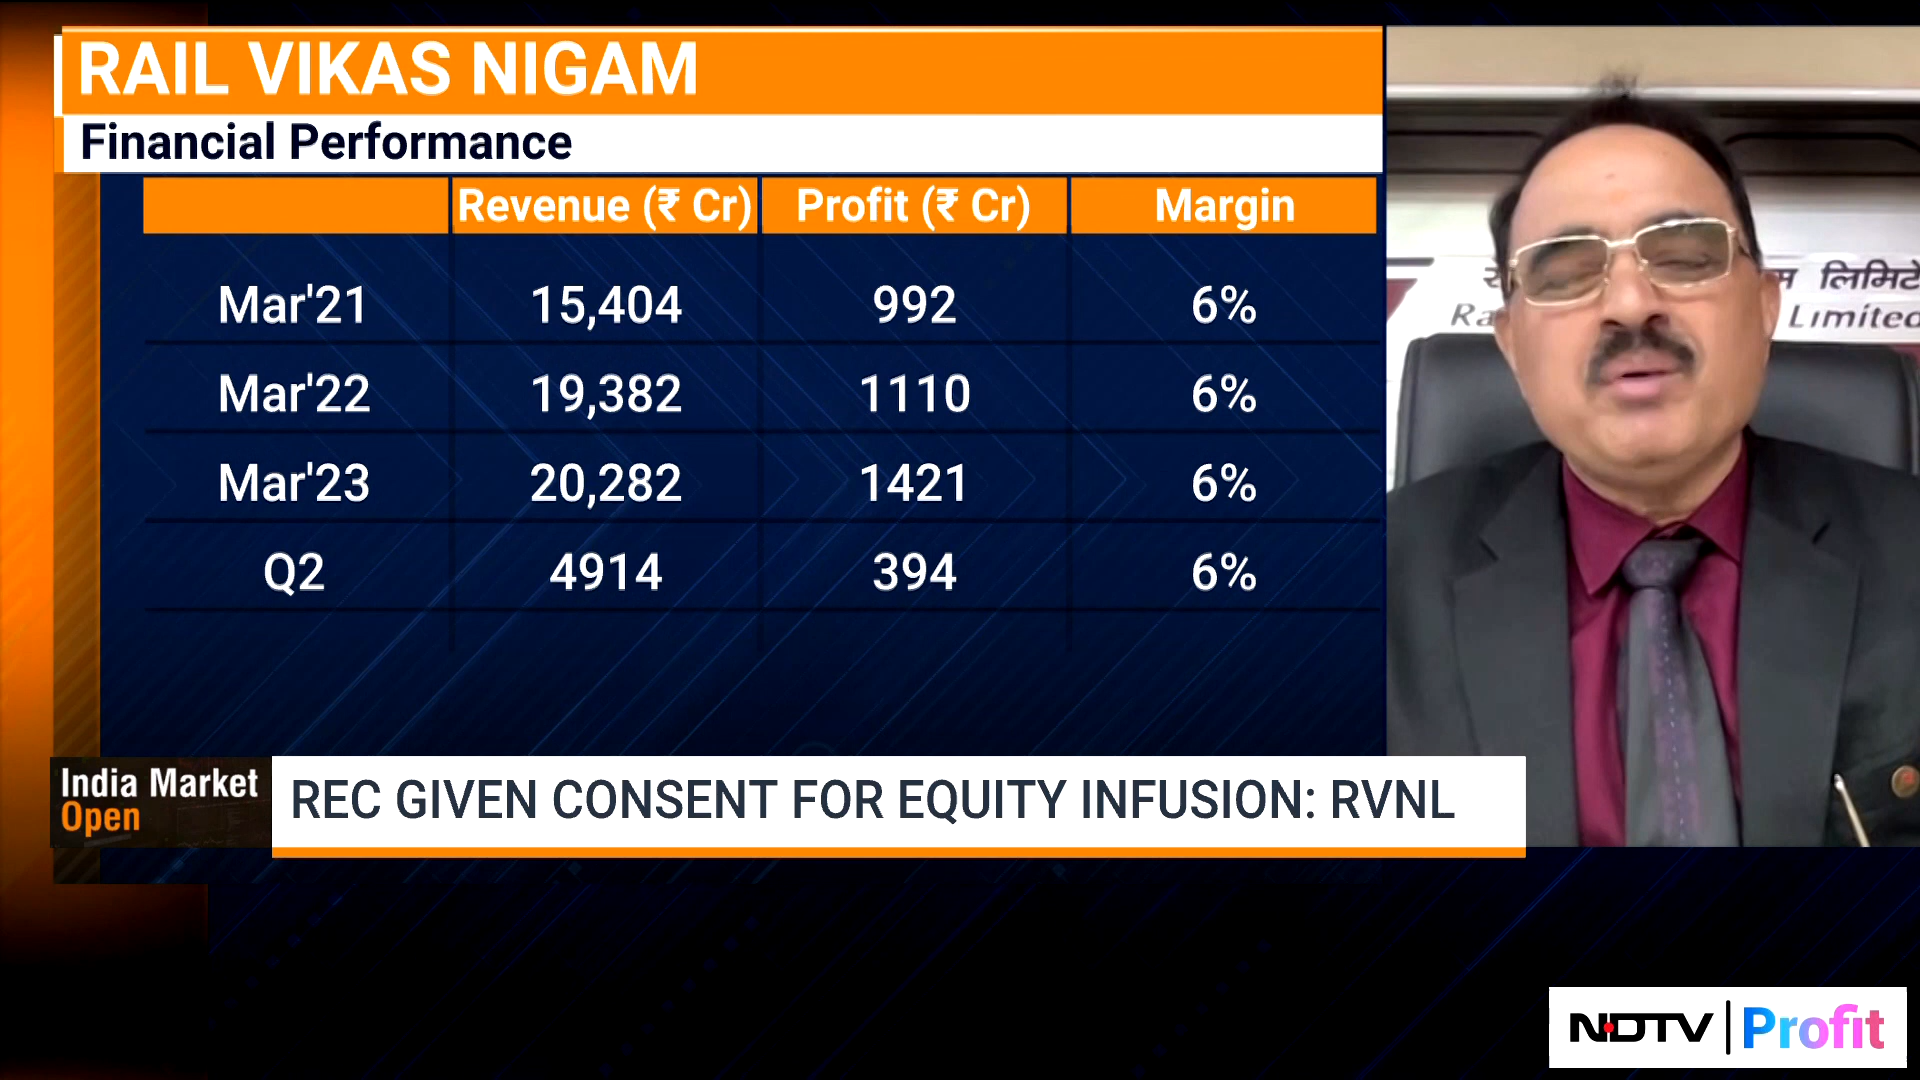 RAIL VIKAS NIGAM
Financial Performance
Revenue (₹ Cr) Profit (₹ Cr) Margin
Mar'21 15,404 992 6%
Mar'22 19,382 1110 6%
Mar'23 20,282 1421 6%
Q2 4914 394 6%
लिमिटे
Limited
India Market
Open
REC GIVEN CONSENT FOR EQUITY INFUSION: RVNL
NDTV Profit